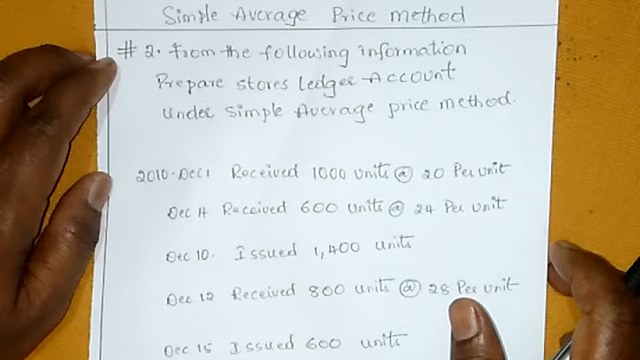 Simple Average Price method
# 2. From the following information
Prepare stores Ledger Account
Under Simple Average price method.
2010. Dec 1 Received 1000 units @ 20 Per unit
Dec 4 Received 600 units @ 24 Per unit
Dec 10. Issued 1,400 units
Dec 12 Received 800 units @ 28 Per unit
Dec 15 Issued 600 units